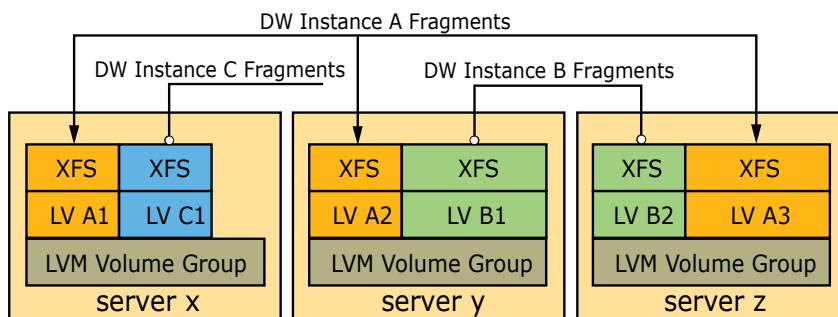 DW Instance A Fragments
DW Instance C Fragments DW Instance B Fragments
XFS XFS XFS XFS XFS XFS
LV A1 LV C1 LV A2 LV B1 LV B2 LV A3
LVM Volume Group LVM Volume Group LVM Volume Group
server x server y server z